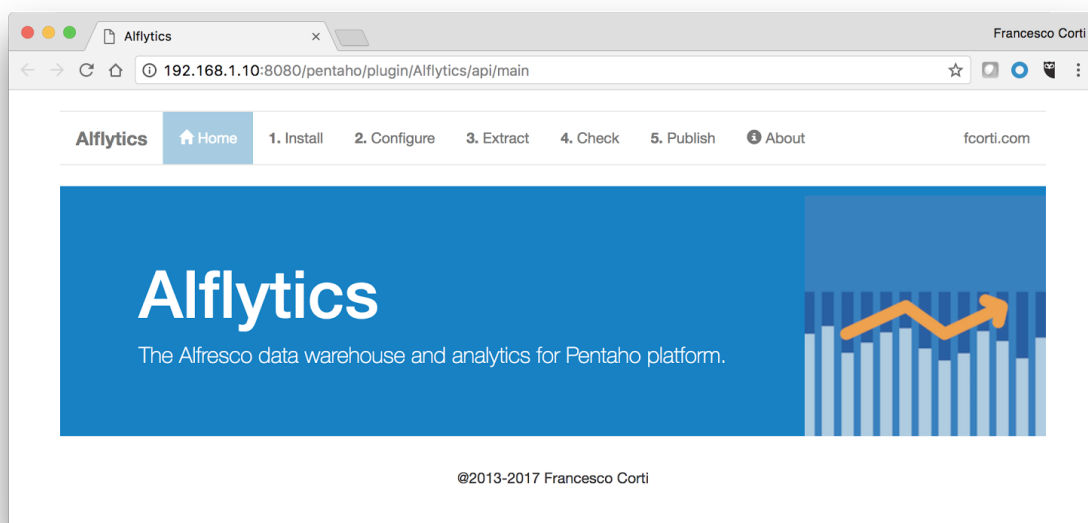 Alflytics
Francesco Corti
192.168.1.10:8080/pentaho/plugin/Alflytics/api/main
Alflytics Home 1. Install 2. Configure 3. Extract 4. Check 5. Publish About fcorti.com
Alflytics
The Alfresco data warehouse and analytics for Pentaho platform.
@2013-2017 Francesco Corti